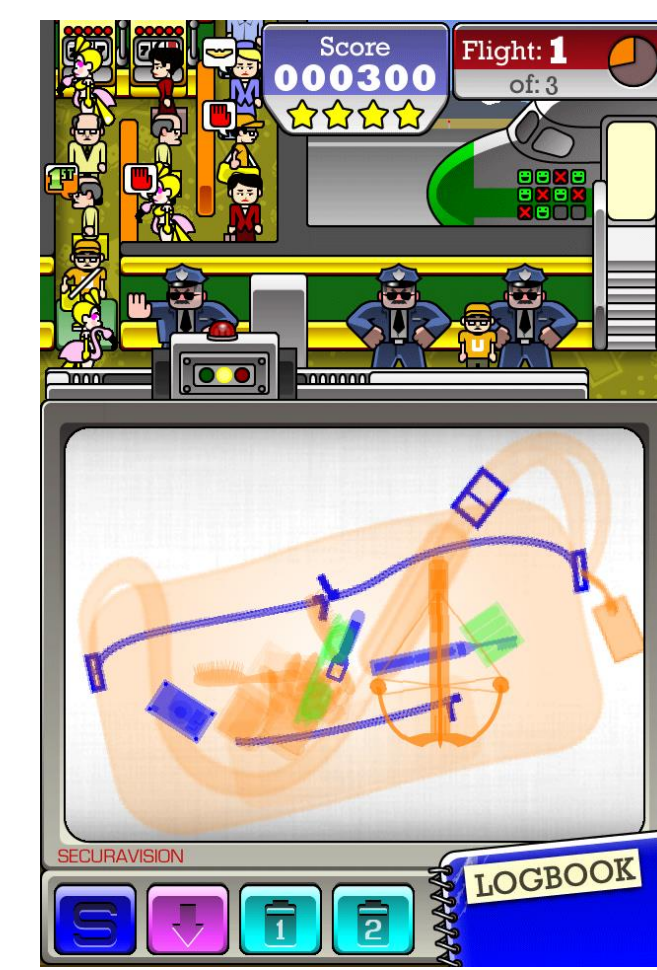 Score
000300
Flight: 1
of: 3
1ST
U
SECURAVISION
S
1
2
LOGBOOK